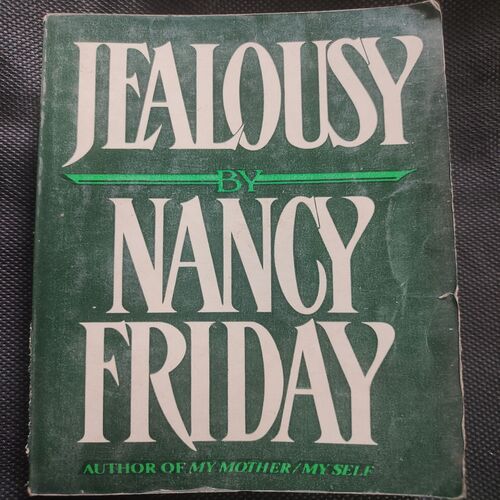 JEALOUSY
BY
NANCY
FRIDAY
AUTHOR OF MY MOTHER/MY SELF